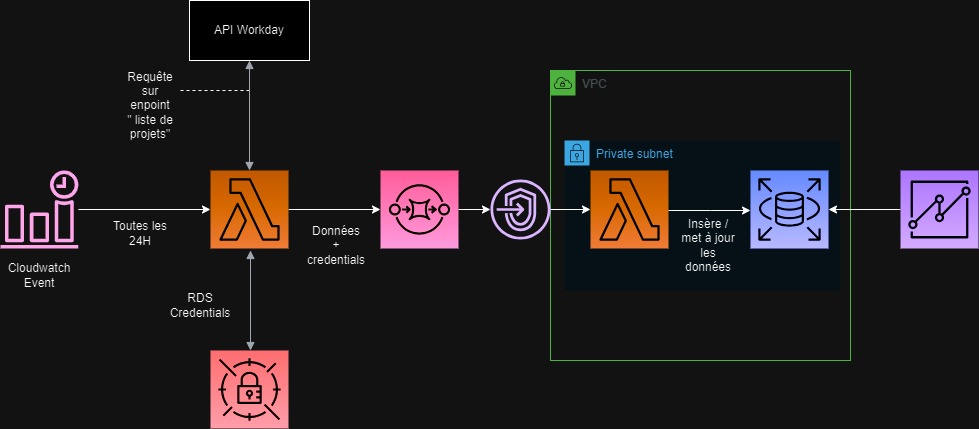 API Workday
Requête
sur
enpoint
" liste de
projets"
VPC
Private subnet
Toutes les
24H
Données
+
credentials
Insère /
met à jour
les
données
Cloudwatch
Event
RDS
Credentials